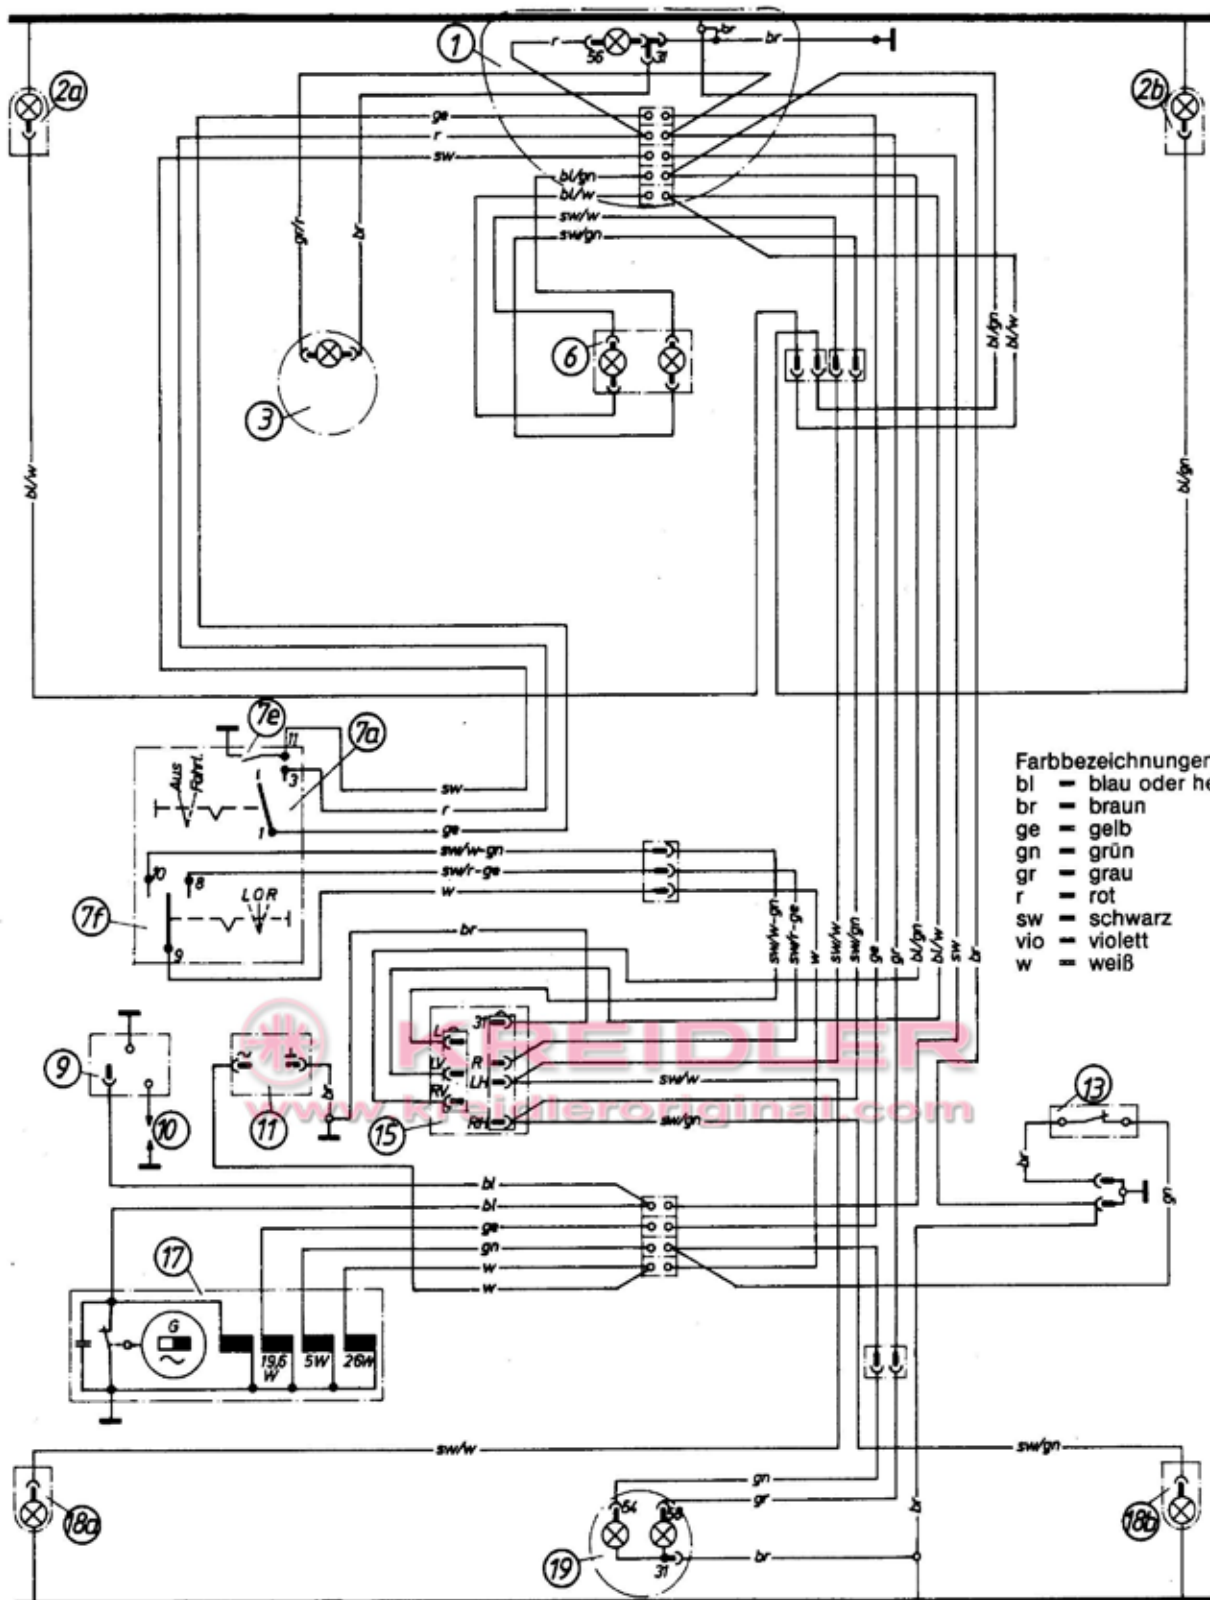 1
r
56
31
br
br
2a
2b
ge
r
sw
bl/gn
bl/w
sw/w
sw/gn
gr/r
br
6
3
bl/gn
bl/w
bl/w
bl/gn
7e
11
7a
3
Aus
Fahrl.
1
sw
r
ge
sw/w-gn
sw/r-ge
w
10
8
L O R
7f
9
br
sw/w-gn
sw/r-ge
w
sw/w
sw/gn
ge
gr
bl/gn
bl/w
sw
br
Farbbezeichnungen
bl = blau oder he
br = braun
ge = gelb
gn = grün
gr = grau
r = rot
sw = schwarz
vio = violett
w = weiß
KREIDLER
www.kreidleroriginal.com
9
10
11
~
br
L
LV
RV
31
R
LH
RH
15
sw/w
sw/gn
13
br
gn
bl
bl
ge
gn
w
w
17
G
~
19,6
W
5W
26W
sw/w
sw/gn
gn
gr
br
18a
54
58
31
19
br
18b